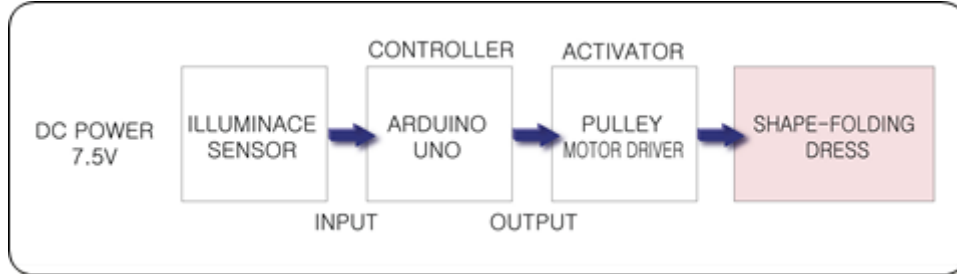 CONTROLLER
ACTIVATOR
DC POWER
7.5V
ILLUMINACE
SENSOR
ARDUINO
UNO
PULLEY
MOTOR DRIVER
SHAPE-FOLDING
DRESS
INPUT
OUTPUT